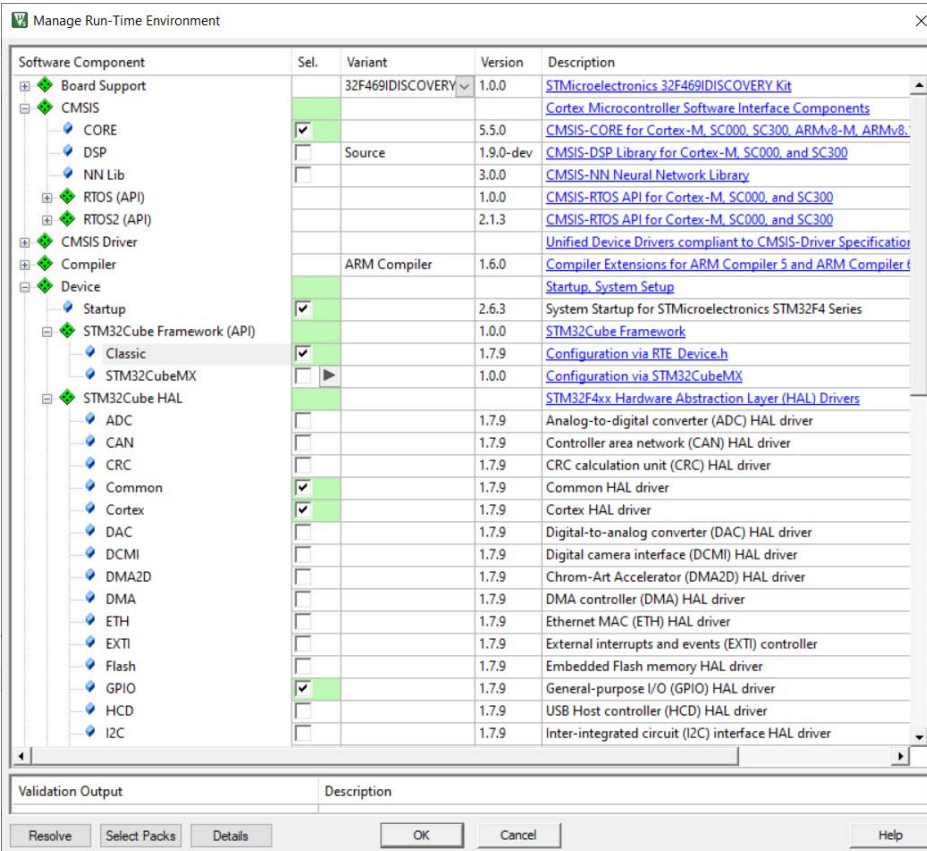 Manage Run-Time Environment
Software Component Sel. Variant Version Description
Board Support 32F469IDISCOVERY 1.0.0 STMicroelectronics 32F469IDISCOVERY Kit
CMSIS Cortex Microcontroller Software Interface Components
CORE 5.5.0 CMSIS-CORE for Cortex-M, SC000, SC300, ARMv8-M, ARMv8.
DSP Source 1.9.0-dev CMSIS-DSP Library for Cortex-M, SC000, and SC300
NN Lib 3.0.0 CMSIS-NN Neural Network Library
RTOS (API) 1.0.0 CMSIS-RTOS API for Cortex-M, SC000, and SC300
RTOS2 (API) 2.1.3 CMSIS-RTOS API for Cortex-M, SC000, and SC300
CMSIS Driver Unified Device Drivers compliant to CMSIS-Driver Specification
Compiler ARM Compiler 1.6.0 Compiler Extensions for ARM Compiler 5 and ARM Compiler 6
Device Startup, System Setup
Startup 2.6.3 System Startup for STMicroelectronics STM32F4 Series
STM32Cube Framework (API) 1.0.0 STM32Cube Framework
Classic 1.7.9 Configuration via RTE_Device.h
STM32CubeMX 1.0.0 Configuration via STM32CubeMX
STM32Cube HAL STM32F4xx Hardware Abstraction Layer (HAL) Drivers
ADC 1.7.9 Analog-to-digital converter (ADC) HAL driver
CAN 1.7.9 Controller area network (CAN) HAL driver
CRC 1.7.9 CRC calculation unit (CRC) HAL driver
Common 1.7.9 Common HAL driver
Cortex 1.7.9 Cortex HAL driver
DAC 1.7.9 Digital-to-analog converter (DAC) HAL driver
DCMI 1.7.9 Digital camera interface (DCMI) HAL driver
DMA2D 1.7.9 Chrom-Art Accelerator (DMA2D) HAL driver
DMA 1.7.9 DMA controller (DMA) HAL driver
ETH 1.7.9 Ethernet MAC (ETH) HAL driver
EXTI 1.7.9 External interrupts and events (EXTI) controller
Flash 1.7.9 Embedded Flash memory HAL driver
GPIO 1.7.9 General-purpose I/O (GPIO) HAL driver
HCD 1.7.9 USB Host controller (HCD) HAL driver
I2C 1.7.9 Inter-integrated circuit (I2C) interface HAL driver
Validation Output Description
Resolve Select Packs Details OK Cancel Help